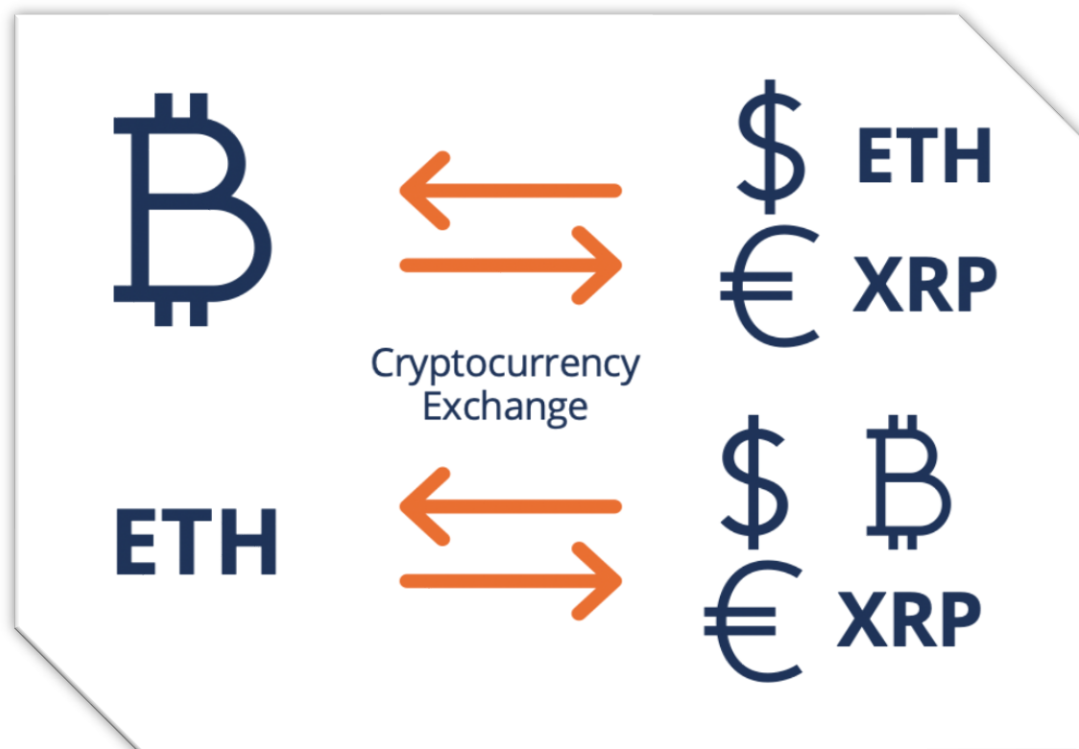 ₿ $ ETH
€ XRP
Cryptocurrency
Exchange
ETH $ ₿
€ XRP